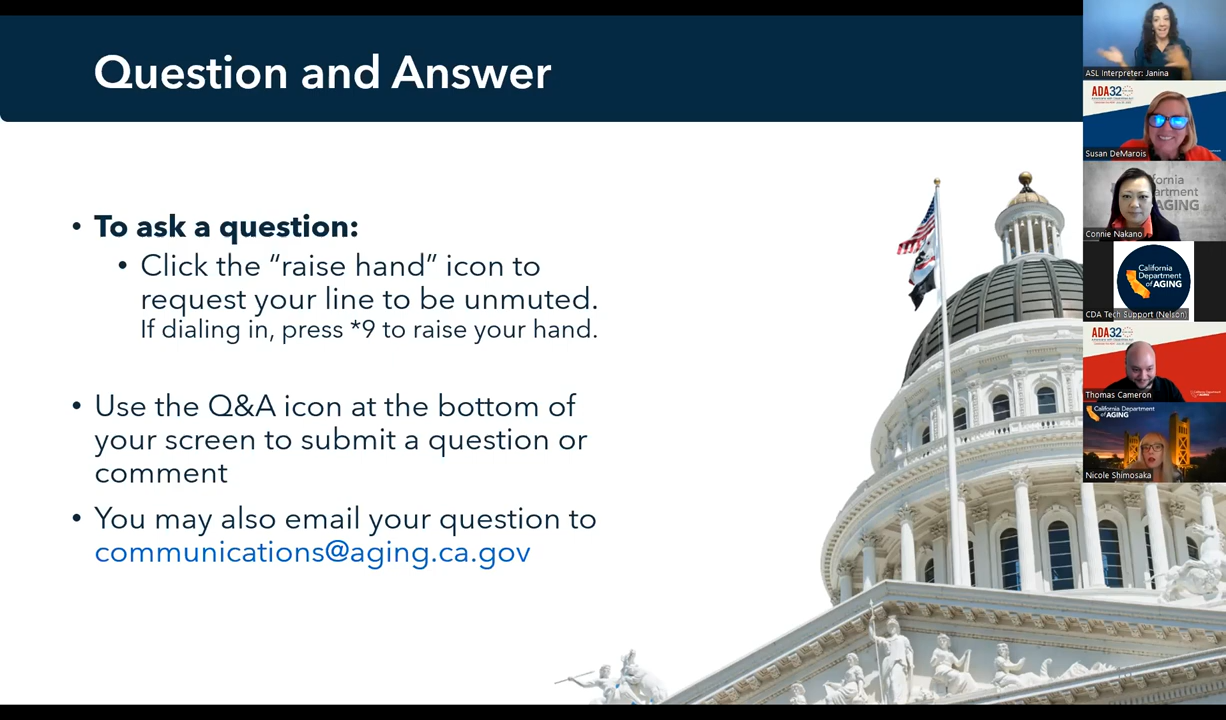 Question and Answer
• To ask a question:
• Click the “raise hand” icon to
request your line to be unmuted.
If dialing in, press *9 to raise your hand.
• Use the Q&A icon at the bottom of
your screen to submit a question or
comment
• You may also email your question to
communications@aging.ca.gov
ASL Interpreter: Janina
ADA32
Susan DeMarois
California
Department
of AGING
Connie Nakano
California
Department
of AGING
CDA Tech Support (Nelson)
ADA32
Thomas Cameron
California Department
of AGING
Nicole Shimosaka